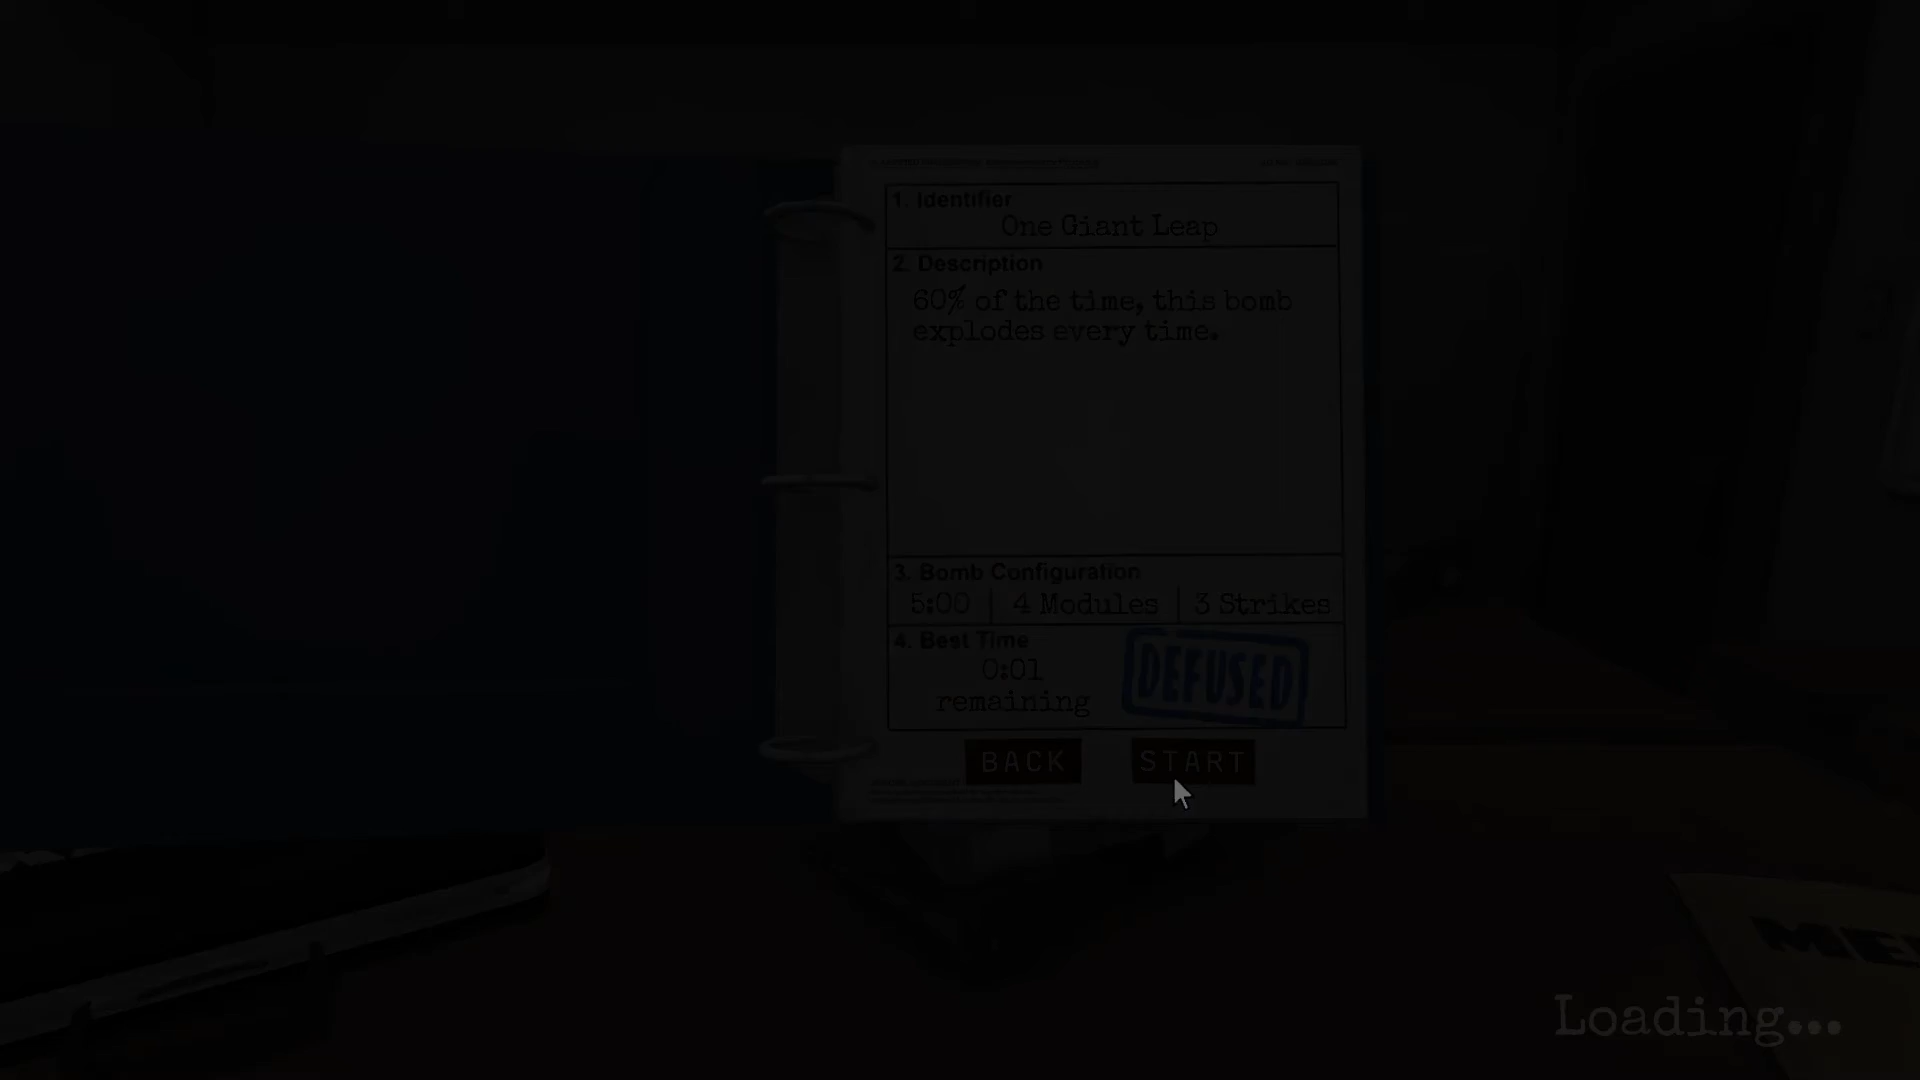 1. Identifier
One Giant Leap
2. Description
60% of the time, this bomb
explodes every time.
3. Bomb Configuration
5:00 4 Modules 3 Strikes
4. Best Time
0:01
remaining
DEFUSED
BACK START
Loading...